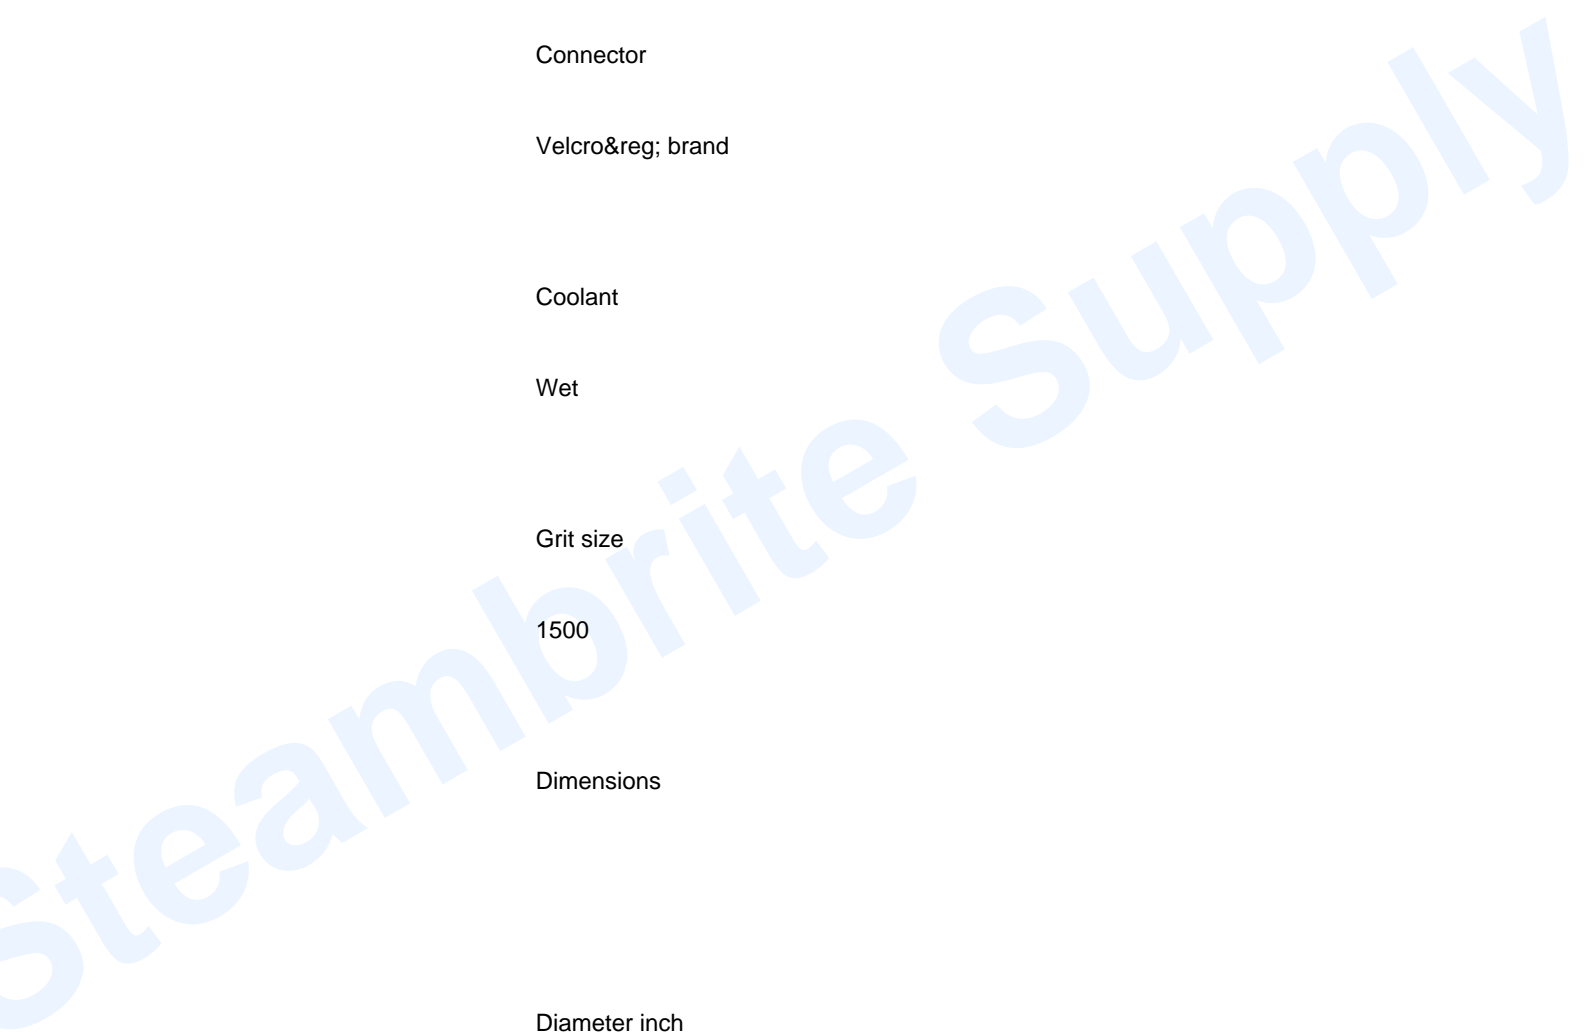 Connector
Velcro&reg; brand
Coolant
Wet
Grit size
1500
Dimensions
Diameter inch
Steambrite Supply